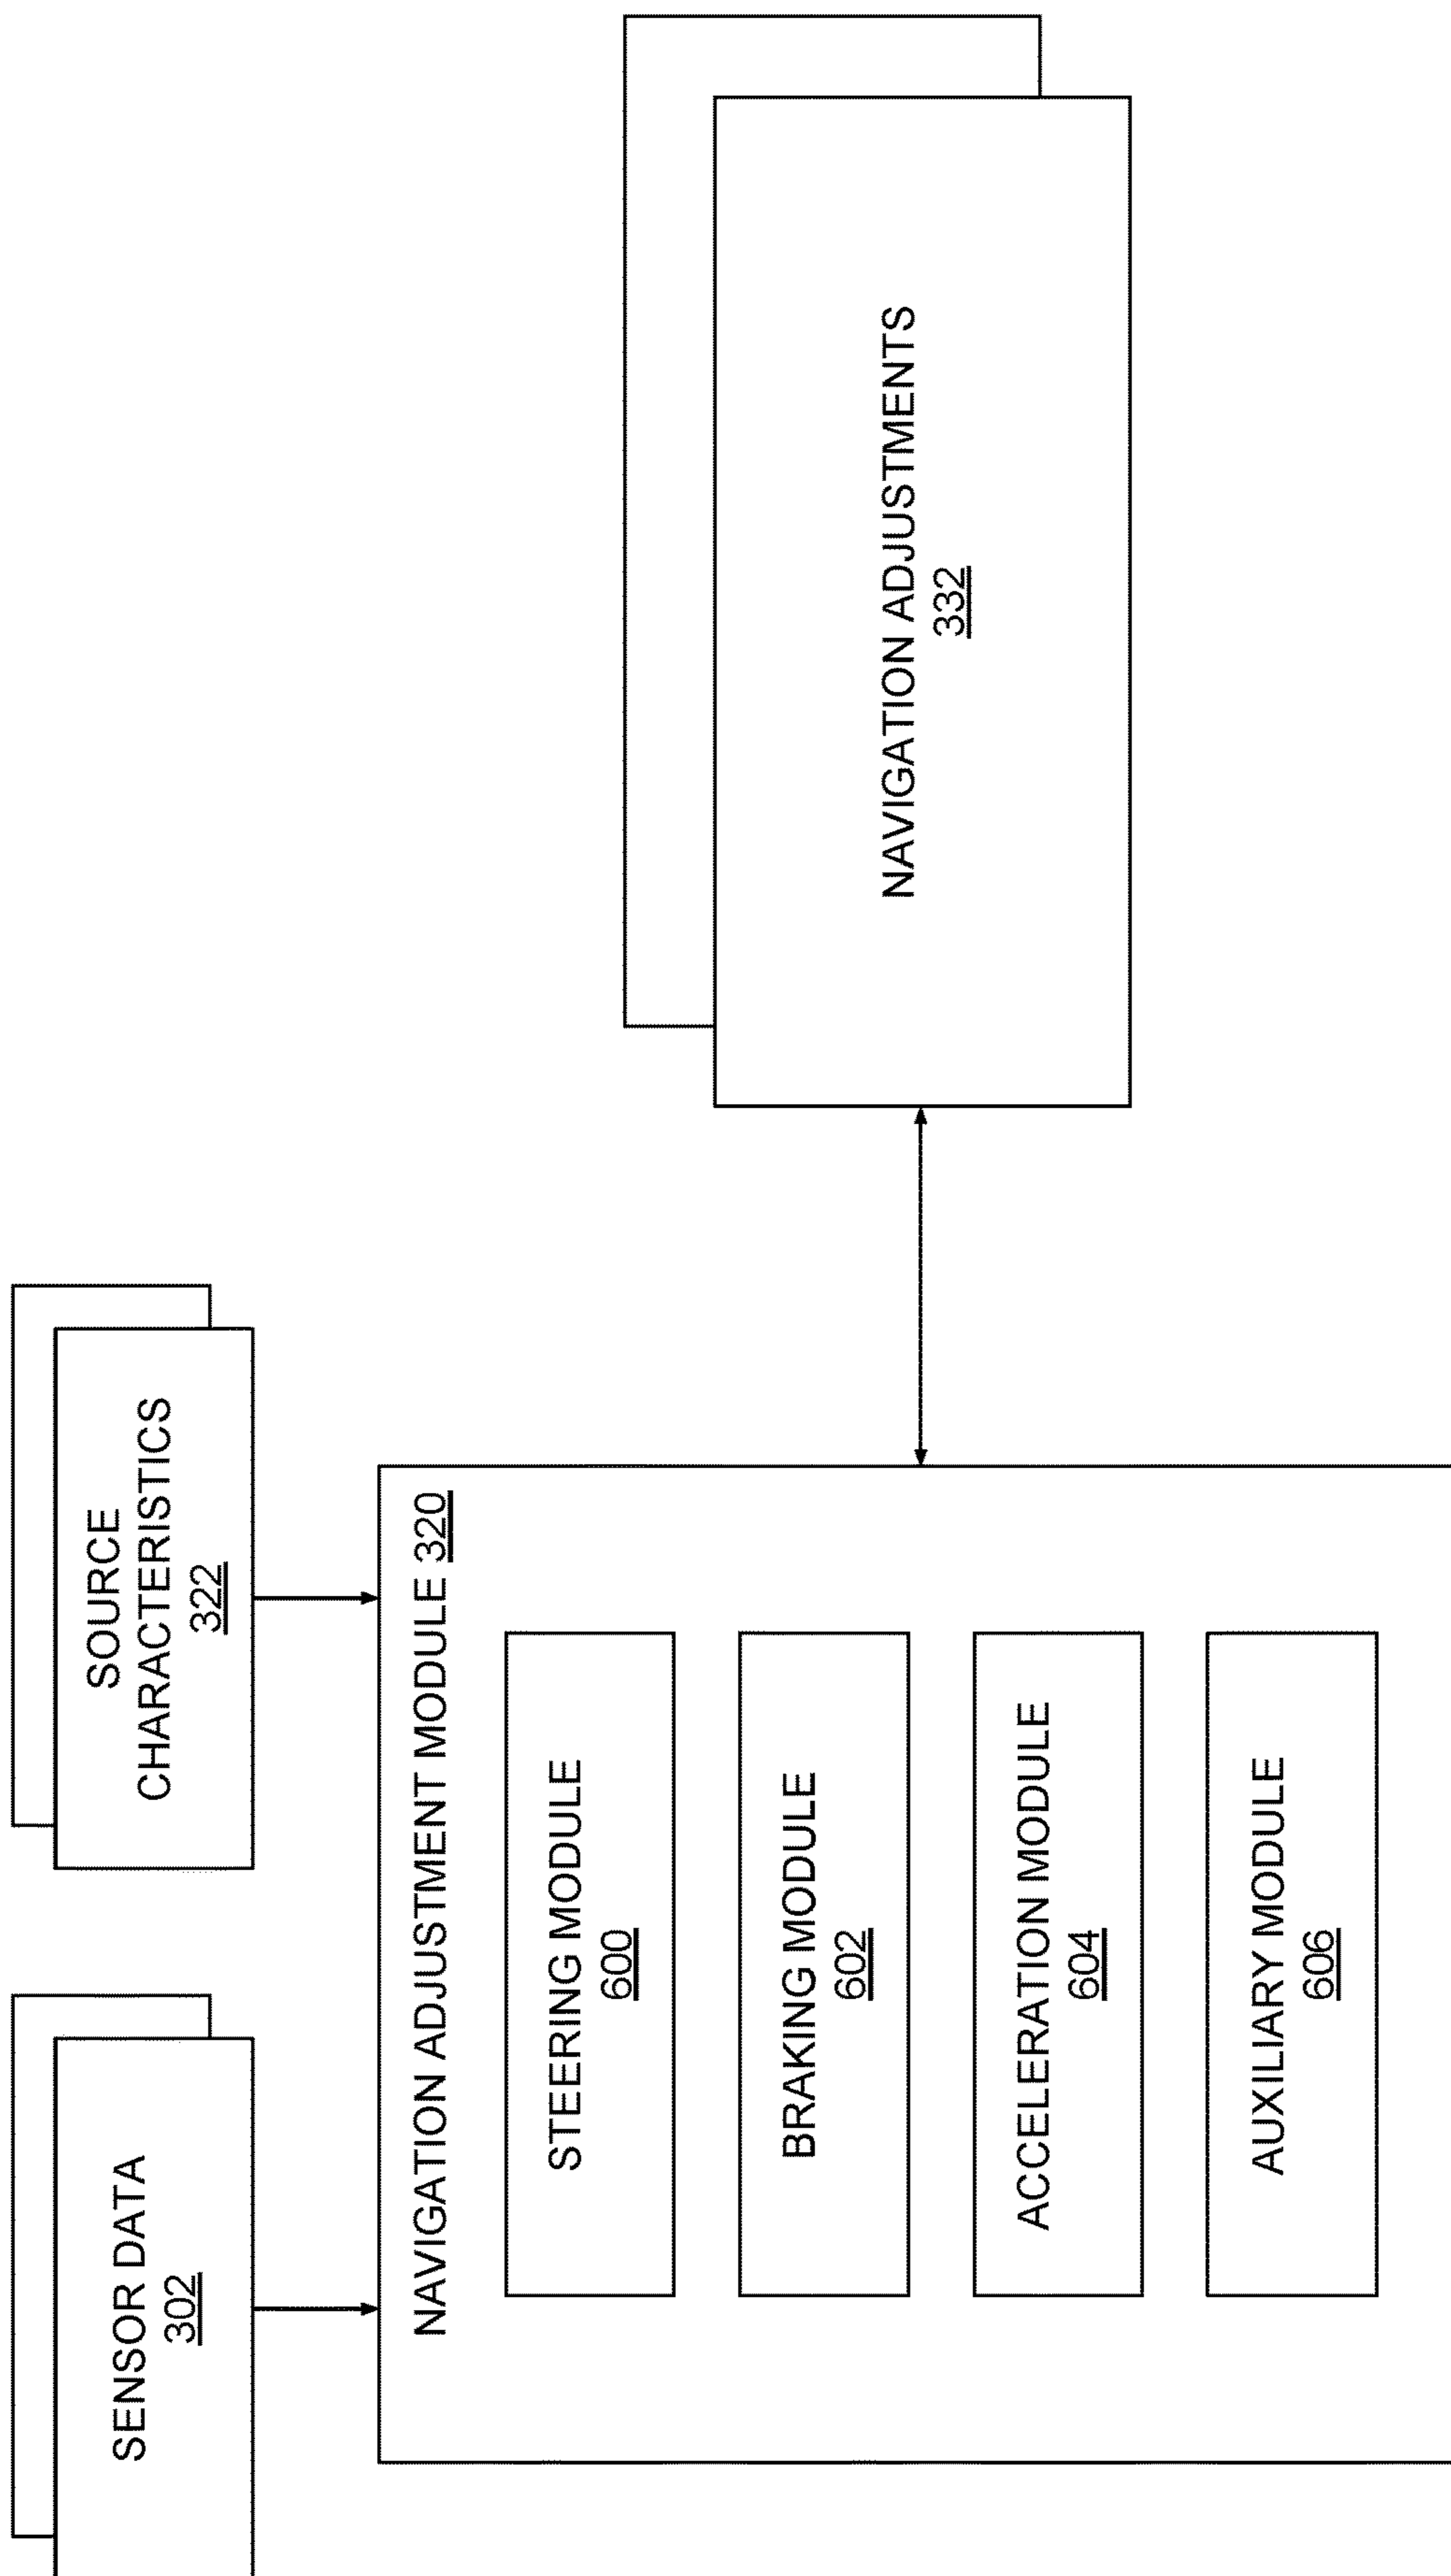 SENSOR DATA
302
SOURCE
CHARACTERISTICS
322
NAVIGATION ADJUSTMENT MODULE 320
STEERING MODULE
600
BRAKING MODULE
602
ACCELERATION MODULE
604
AUXILIARY MODULE
606
NAVIGATION ADJUSTMENTS
332